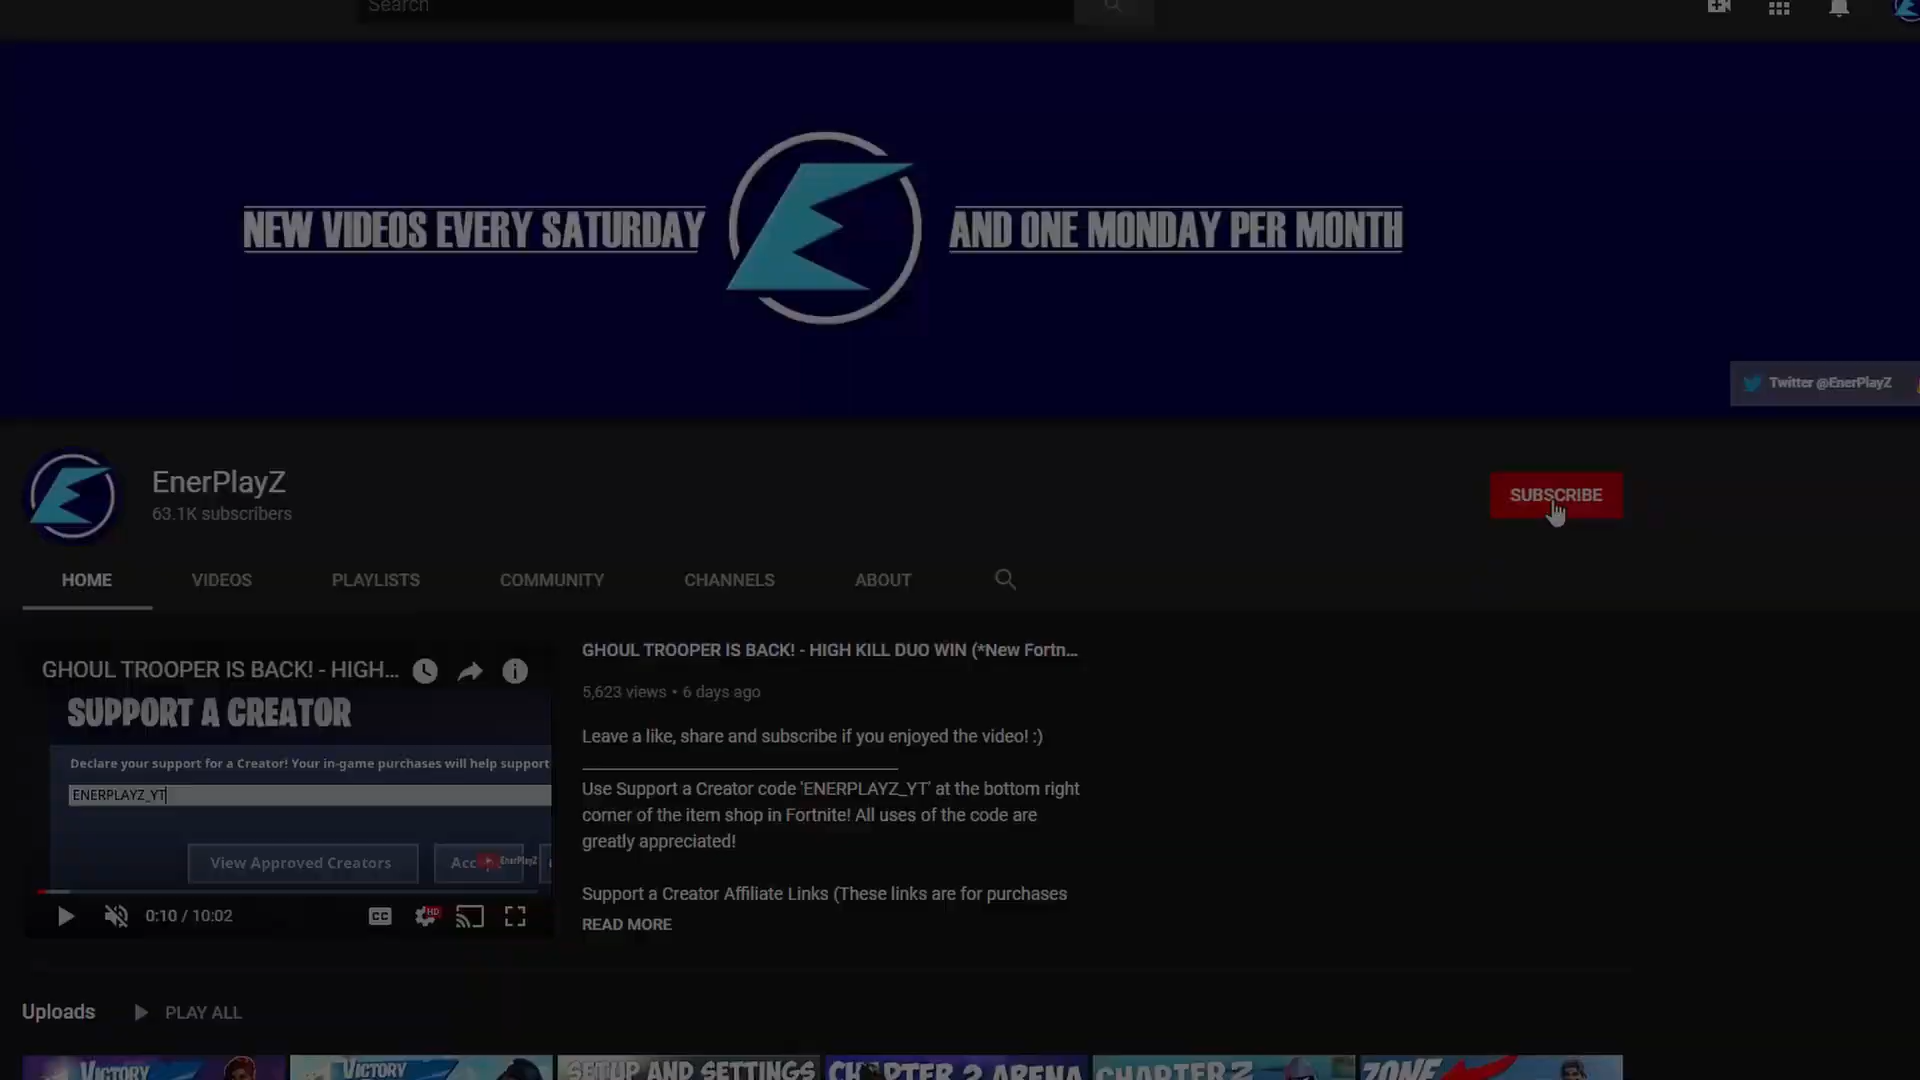 Search
NEW VIDEOS EVERY SATURDAY
AND ONE MONDAY PER MONTH
Twitter @EnerPlayZ
EnerPlayZ
63.1K subscribers
SUBSCRIBE
HOME
VIDEOS
PLAYLISTS
COMMUNITY
CHANNELS
ABOUT
GHOUL TROOPER IS BACK! - HIGH...
SUPPORT A CREATOR
Declare your support for a Creator! Your in-game purchases will help support
ENERPLAYZ_YT
View Approved Creators
EnerPlayZ
0:10 / 10:02
CC
HD
GHOUL TROOPER IS BACK! - HIGH KILL DUO WIN (*New Fortn...
5,623 views • 6 days ago
Leave a like, share and subscribe if you enjoyed the video! :)
Use Support a Creator code 'ENERPLAYZ_YT' at the bottom right
corner of the item shop in Fortnite! All uses of the code are
greatly appreciated!
Support a Creator Affiliate Links (These links are for purchases
READ MORE
Uploads
PLAY ALL
VICTORY
VICTORY
SETUP AND SETTINGS
CHAPTER 2 ARENA
CHAPTER 2
ZONE